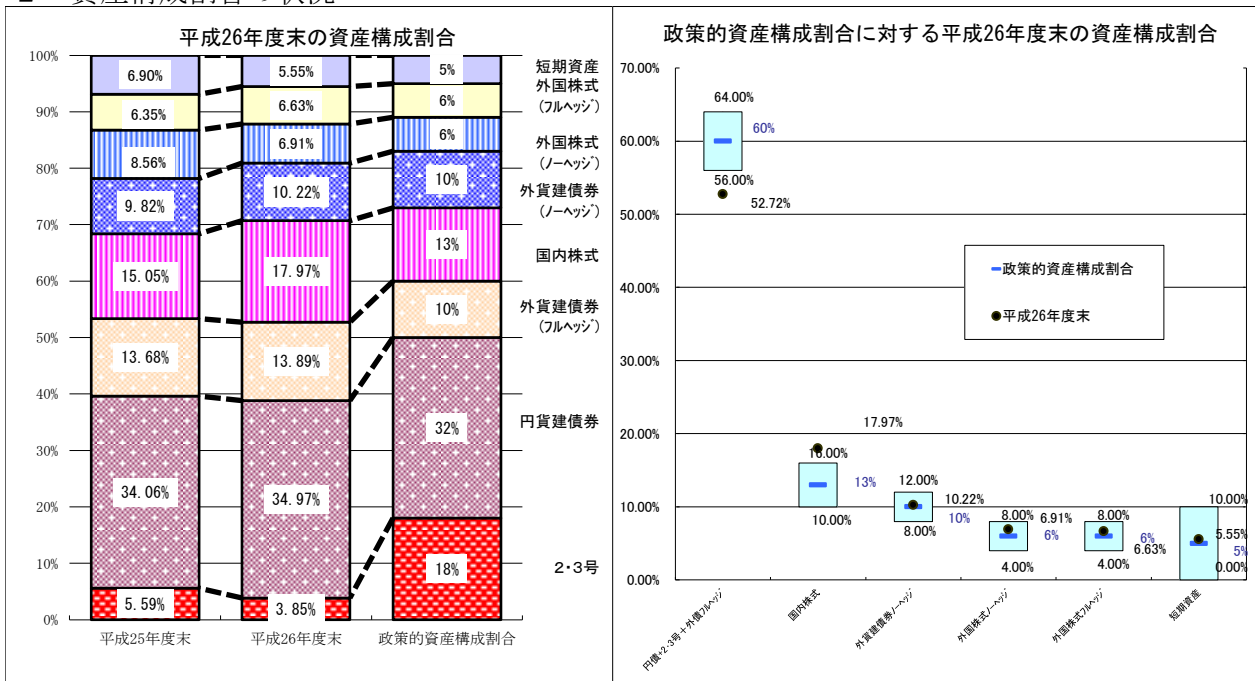 平成26年度末の資産構成割合
100%
90%
80%
70%
60%
50%
40%
30%
20%
10%
0%
6.90%
6.35%
8.56%
9.82%
15.05%
13.68%
34.06%
5.59%
5.55%
6.63%
6.91%
10.22%
17.97%
13.89%
34.97%
3.85%
5%
6%
6%
10%
13%
10%
32%
18%
短期資産
外国株式
(フルヘッジ)
外国株式
(ノーヘッジ)
外貨建債券
(ノーヘッジ)
国内株式
外貨建債券
(フルヘッジ)
円貨建債券
2・3号
平成25年度末
平成26年度末
政策的資産構成割合
政策的資産構成割合に対する平成26年度末の資産構成割合
70.00%
60.00%
50.00%
40.00%
30.00%
20.00%
10.00%
0.00%
64.00%
60%
56.00%
52.72%
政策的資産構成割合
平成26年度末
17.97%
16.00%
13%
10.00%
12.00%
10.22%
10%
8.00%
8.00%
6.91%
6%
4.00%
8.00%
6%
6.63%
4.00%
10.00%
5.55%
5%
0.00%
円債+2・3号+外債フルヘッジ
国内株式
外貨建債券ノーヘッジ
外国株式ノーヘッジ
外国株式フルヘッジ
短期資産